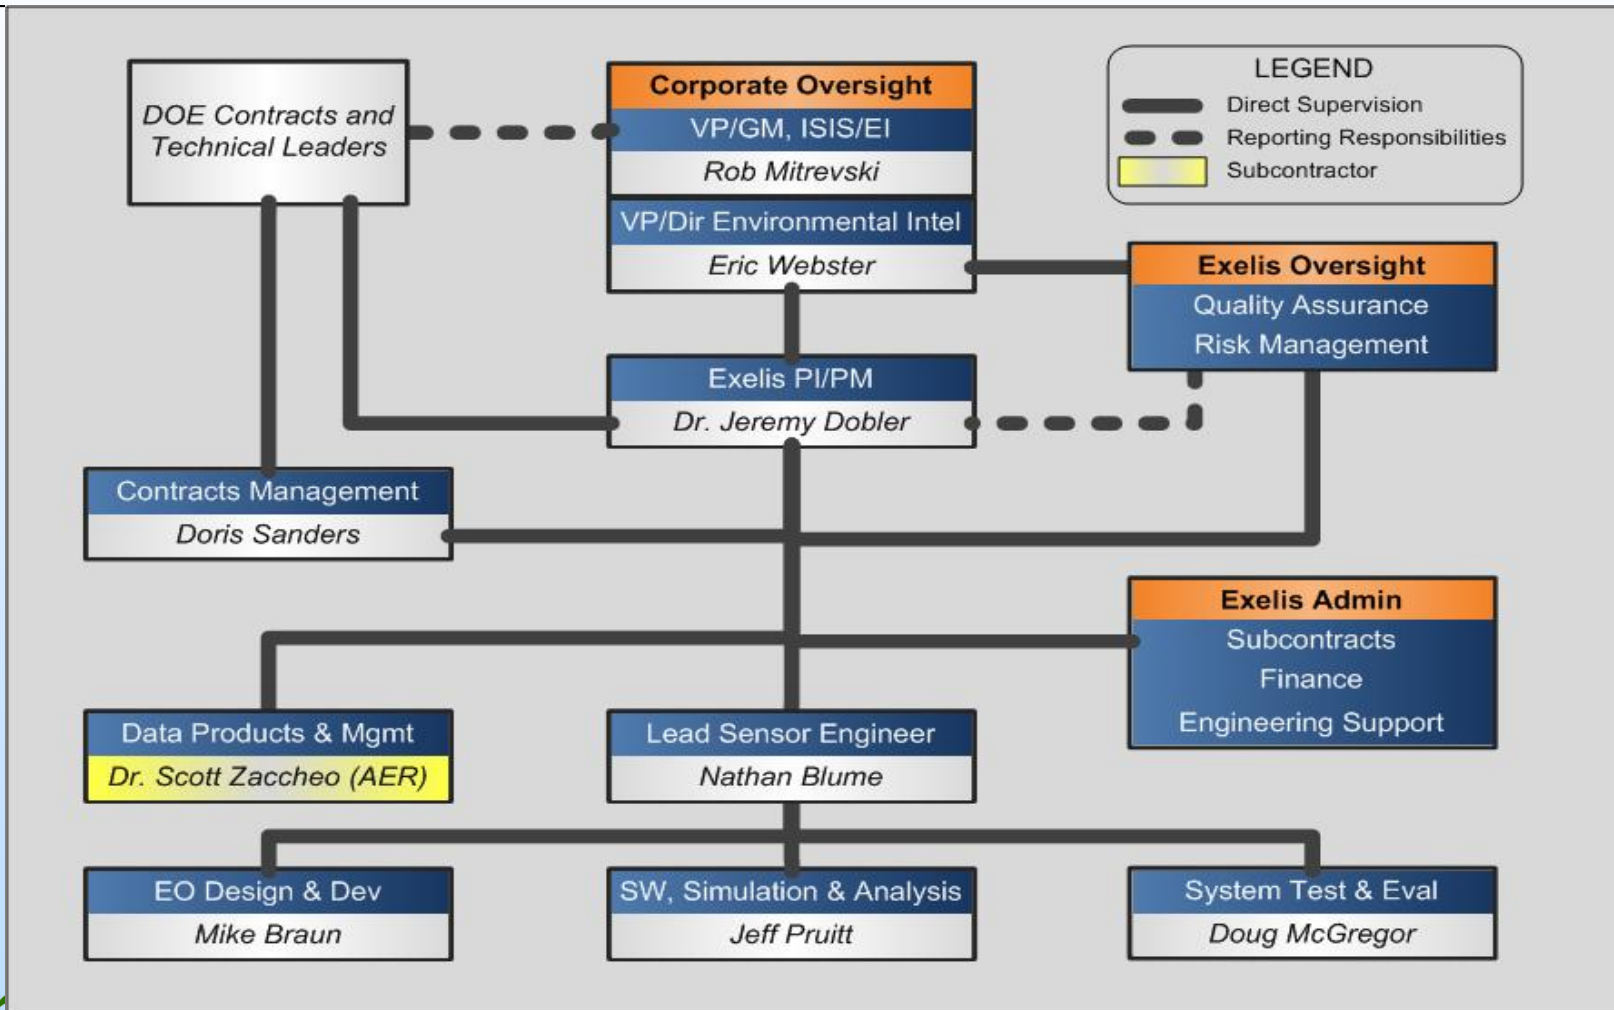 DOE Contracts and
Technical Leaders
Corporate Oversight
VP/GM, ISIS/EI
Rob Mitrevski
VP/Dir Environmental Intel
Eric Webster
LEGEND
Direct Supervision
Reporting Responsibilities
Subcontractor
Exelis Oversight
Quality Assurance
Risk Management
Exelis PI/PM
Dr. Jeremy Dobler
Contracts Management
Doris Sanders
Exelis Admin
Subcontracts
Finance
Engineering Support
Data Products & Mgmt
Dr. Scott Zaccheo (AER)
Lead Sensor Engineer
Nathan Blume
EO Design & Dev
Mike Braun
SW, Simulation & Analysis
Jeff Pruitt
System Test & Eval
Doug McGregor